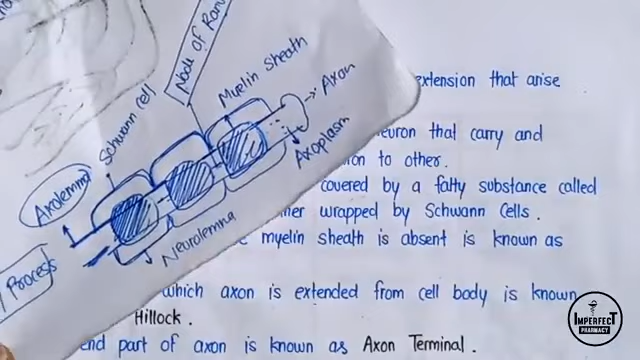 Node of Ranv
Myelin Sheath
Schwann Cell
Axon
Axoplasm
Axolemma
Neurolemma
Process
extension that arise
neuron that carry and
to other.
covered by a fatty substance called
wrapped by Schwann Cells.
myelin sheath is absent is known as
which axon is extended from cell body is known
Hillock.
end part of axon is known as Axon Terminal.
IMPERFECT
PHARMACY